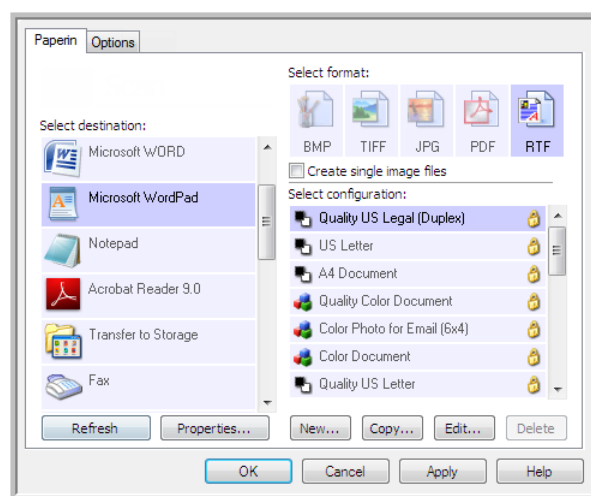 Paperin
Options
Select format:
BMP TIFF JPG PDF RTF
Create single image files
Select destination:
Microsoft WORD
Microsoft WordPad
Notepad
Acrobat Reader 9.0
Transfer to Storage
Fax
Refresh
Properties...
Select configuration:
Quality US Legal (Duplex)
US Letter
A4 Document
Quality Color Document
Color Photo for Email (6x4)
Color Document
Quality US Letter
New...
Copy...
Edit...
Delete
OK
Cancel
Apply
Help